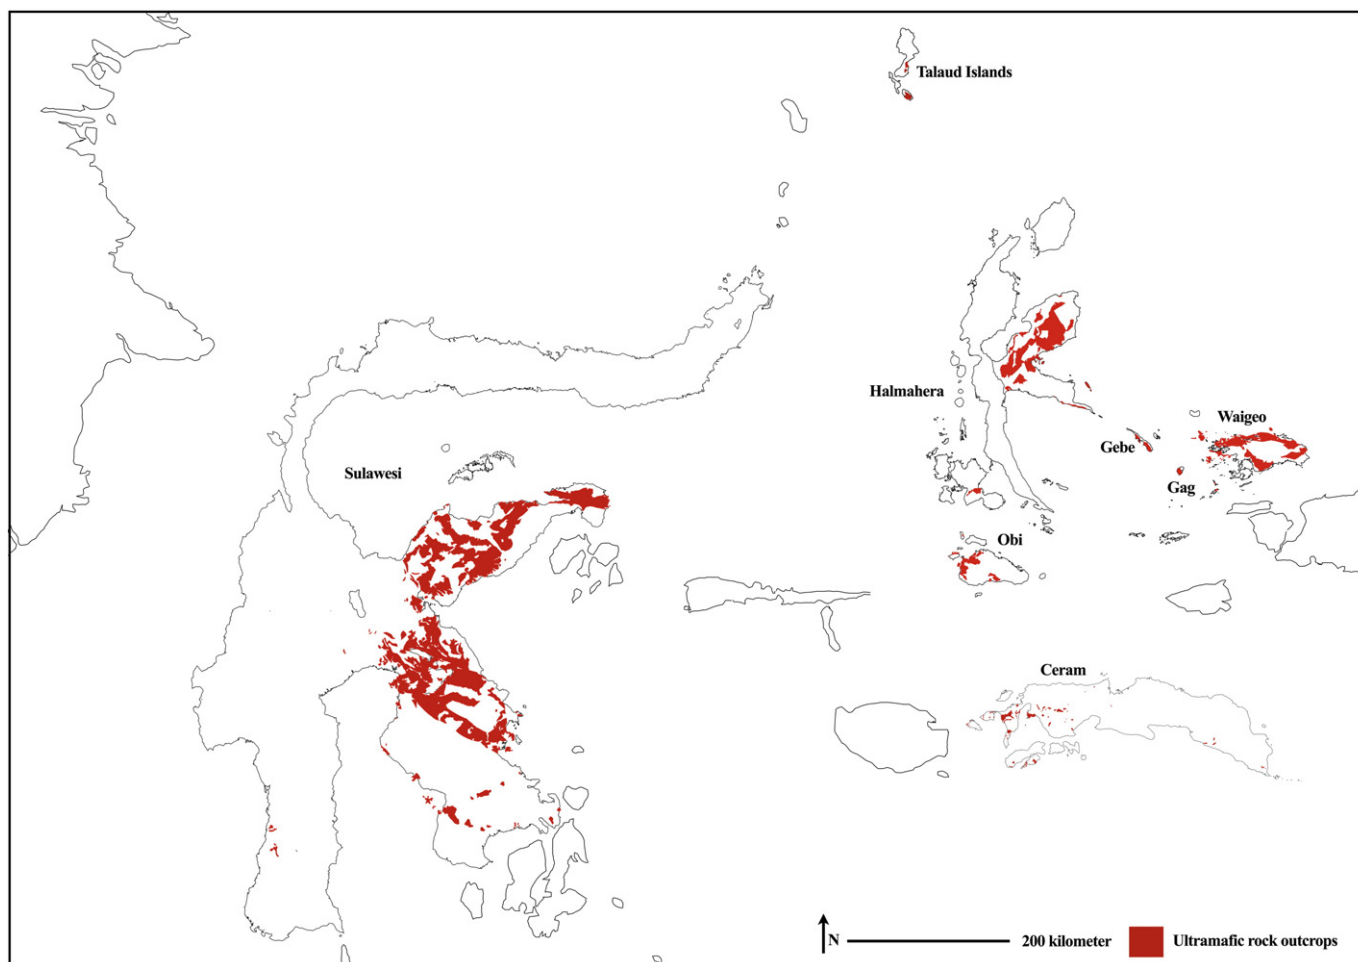 Talaud Islands
Halmahera
Waigeo
Gebe
Sulawesi
Gag
Obi
Ceram
N
200 kilometer
Ultramafic rock outcrops